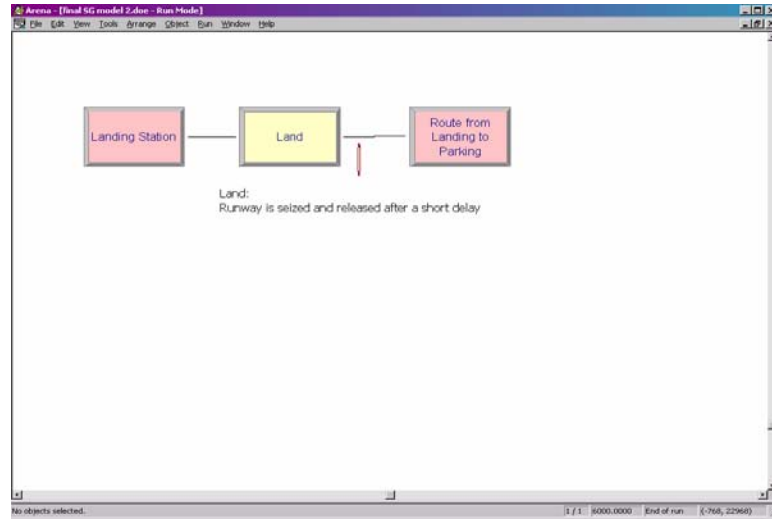 Arena - [final SG model 2.doe - Run Mode]
File Edit View Tools Arrange Object Run Window Help
Landing Station
Land
Route from
Landing to
Parking
Land:
Runway is seized and released after a short delay
No objects selected.
1 / 1 6000.0000 End of run (-768, 22968)